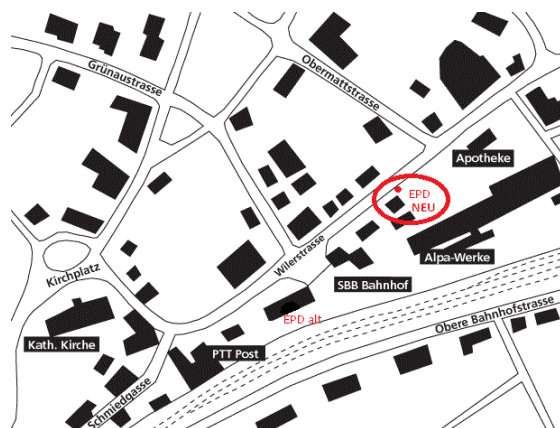 Grünaustrasse
Obermattstrasse
Apotheke
EPD
NEU
Wilerstrasse
Alpa-Werke
Kirchplatz
SBB Bahnhof
EPD alt
Obere Bahnhofstrasse
Kath. Kirche
PTT Post
Schmiedgasse